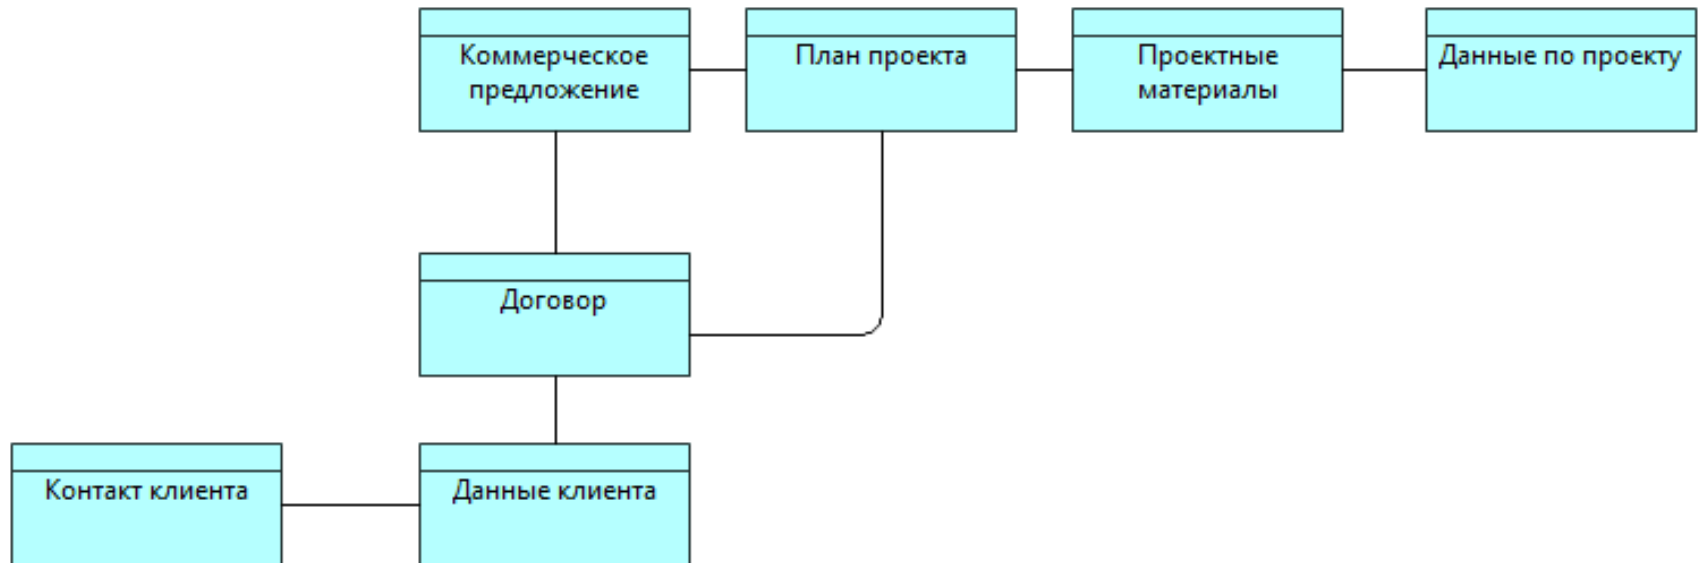 Коммерческое
предложение
План проекта
Проектные
материалы
Данные по проекту
Договор
Контакт клиента
Данные клиента